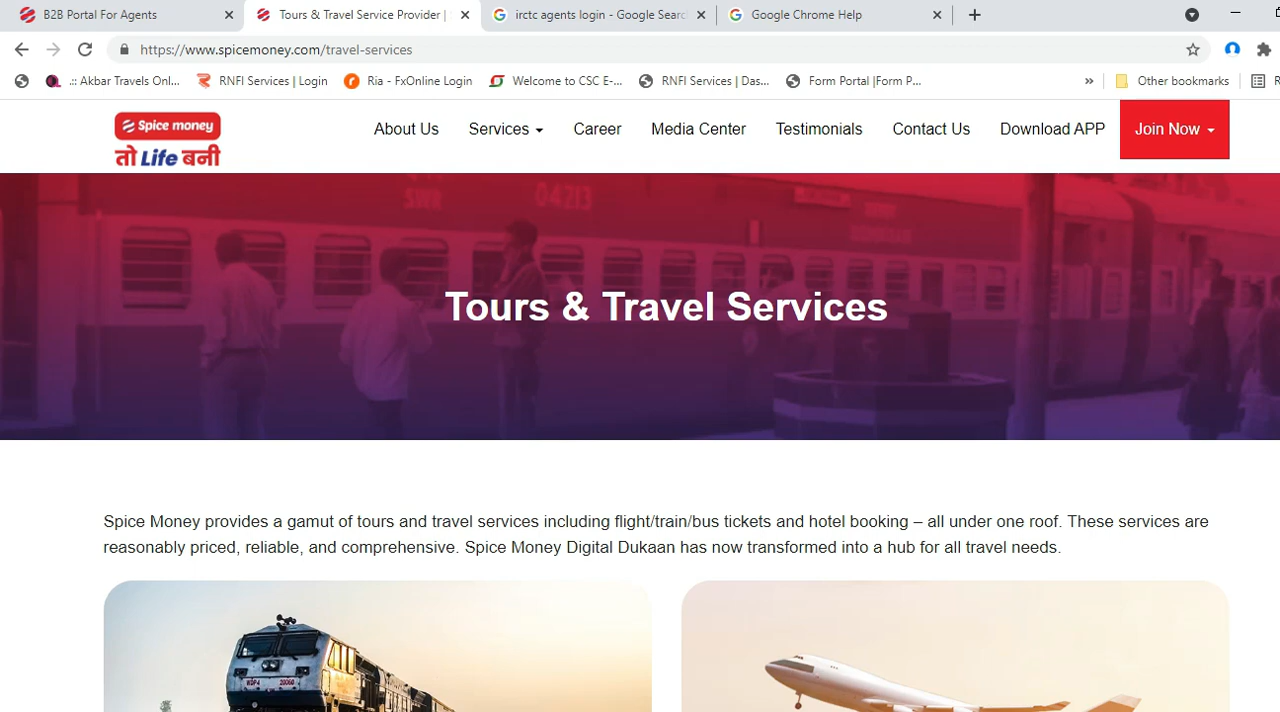 B2B Portal For Agents
Tours & Travel Service Provider |
irctc agents login - Google Searc
Google Chrome Help
https://www.spicemoney.com/travel-services
.:: Akbar Travels Onl...
RNFI Services | Login
Ria - FxOnline Login
Welcome to CSC E-...
RNFI Services | Das...
Form Portal |Form P...
»
Other bookmarks
R
Spice money
तो Life बनी
About Us
Services
Career
Media Center
Testimonials
Contact Us
Download APP
Join Now
SWR
04213
Tours & Travel Services
Spice Money provides a gamut of tours and travel services including flight/train/bus tickets and hotel booking – all under one roof. These services are
reasonably priced, reliable, and comprehensive. Spice Money Digital Dukaan has now transformed into a hub for all travel needs.
WDP4
20060